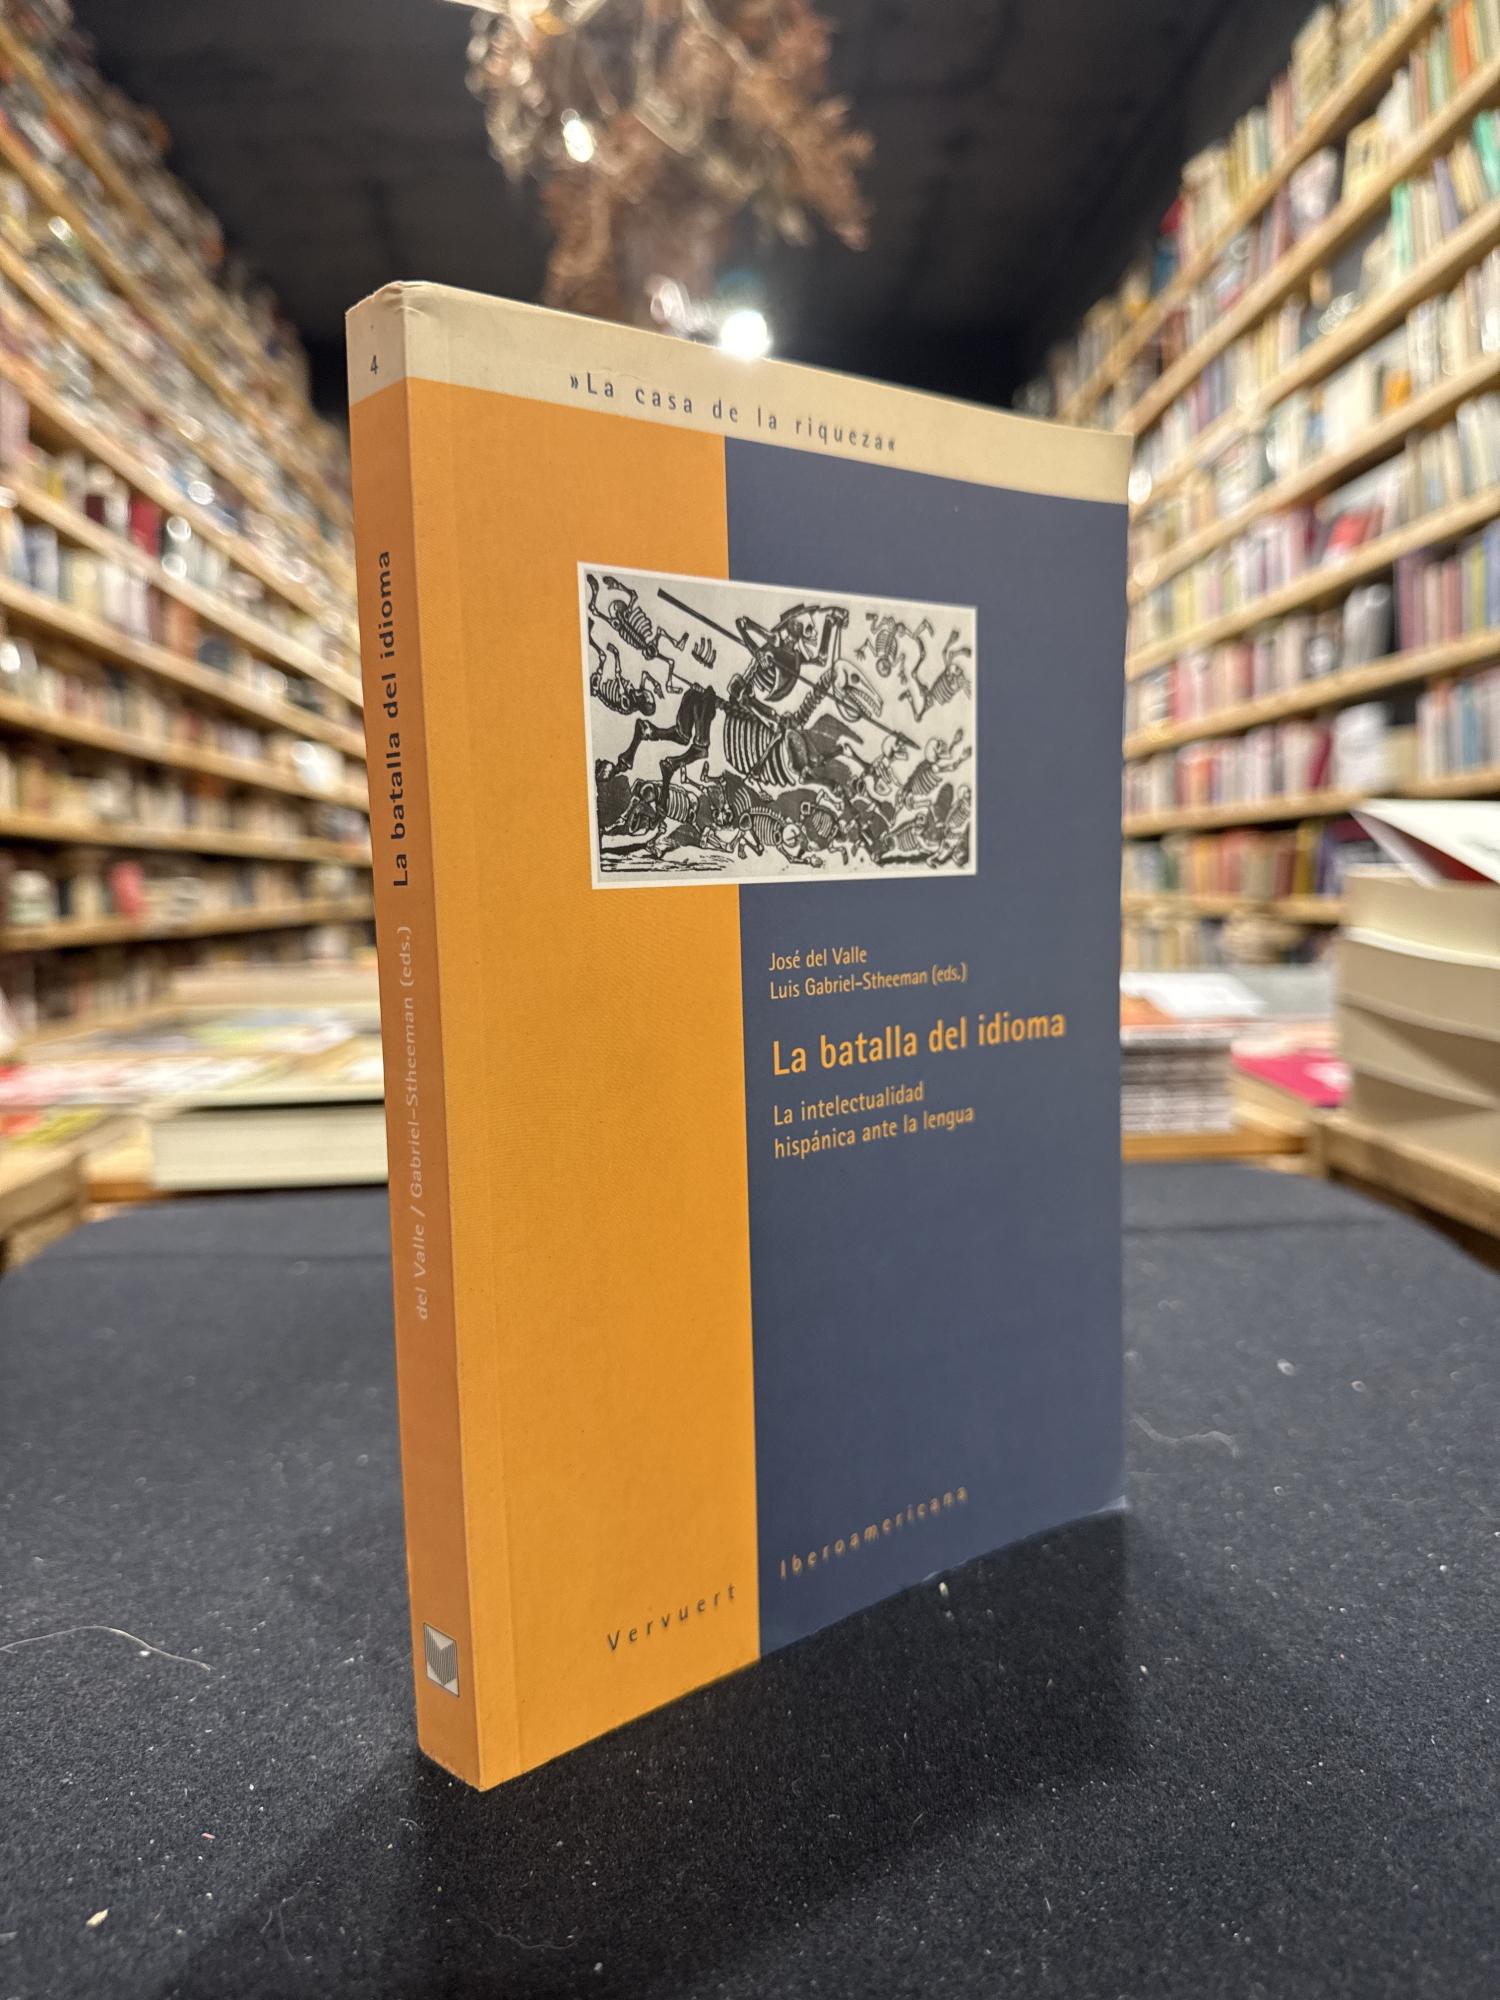 4
La batalla del idioma
del Valle / Gabriel-Stheeman (eds.)
»La casa de la riqueza«
José del Valle
Luis Gabriel-Stheeman (eds.)
La batalla del idioma
La intelectualidad
hispánica ante la lengua
Vervuert
Iberoamericana